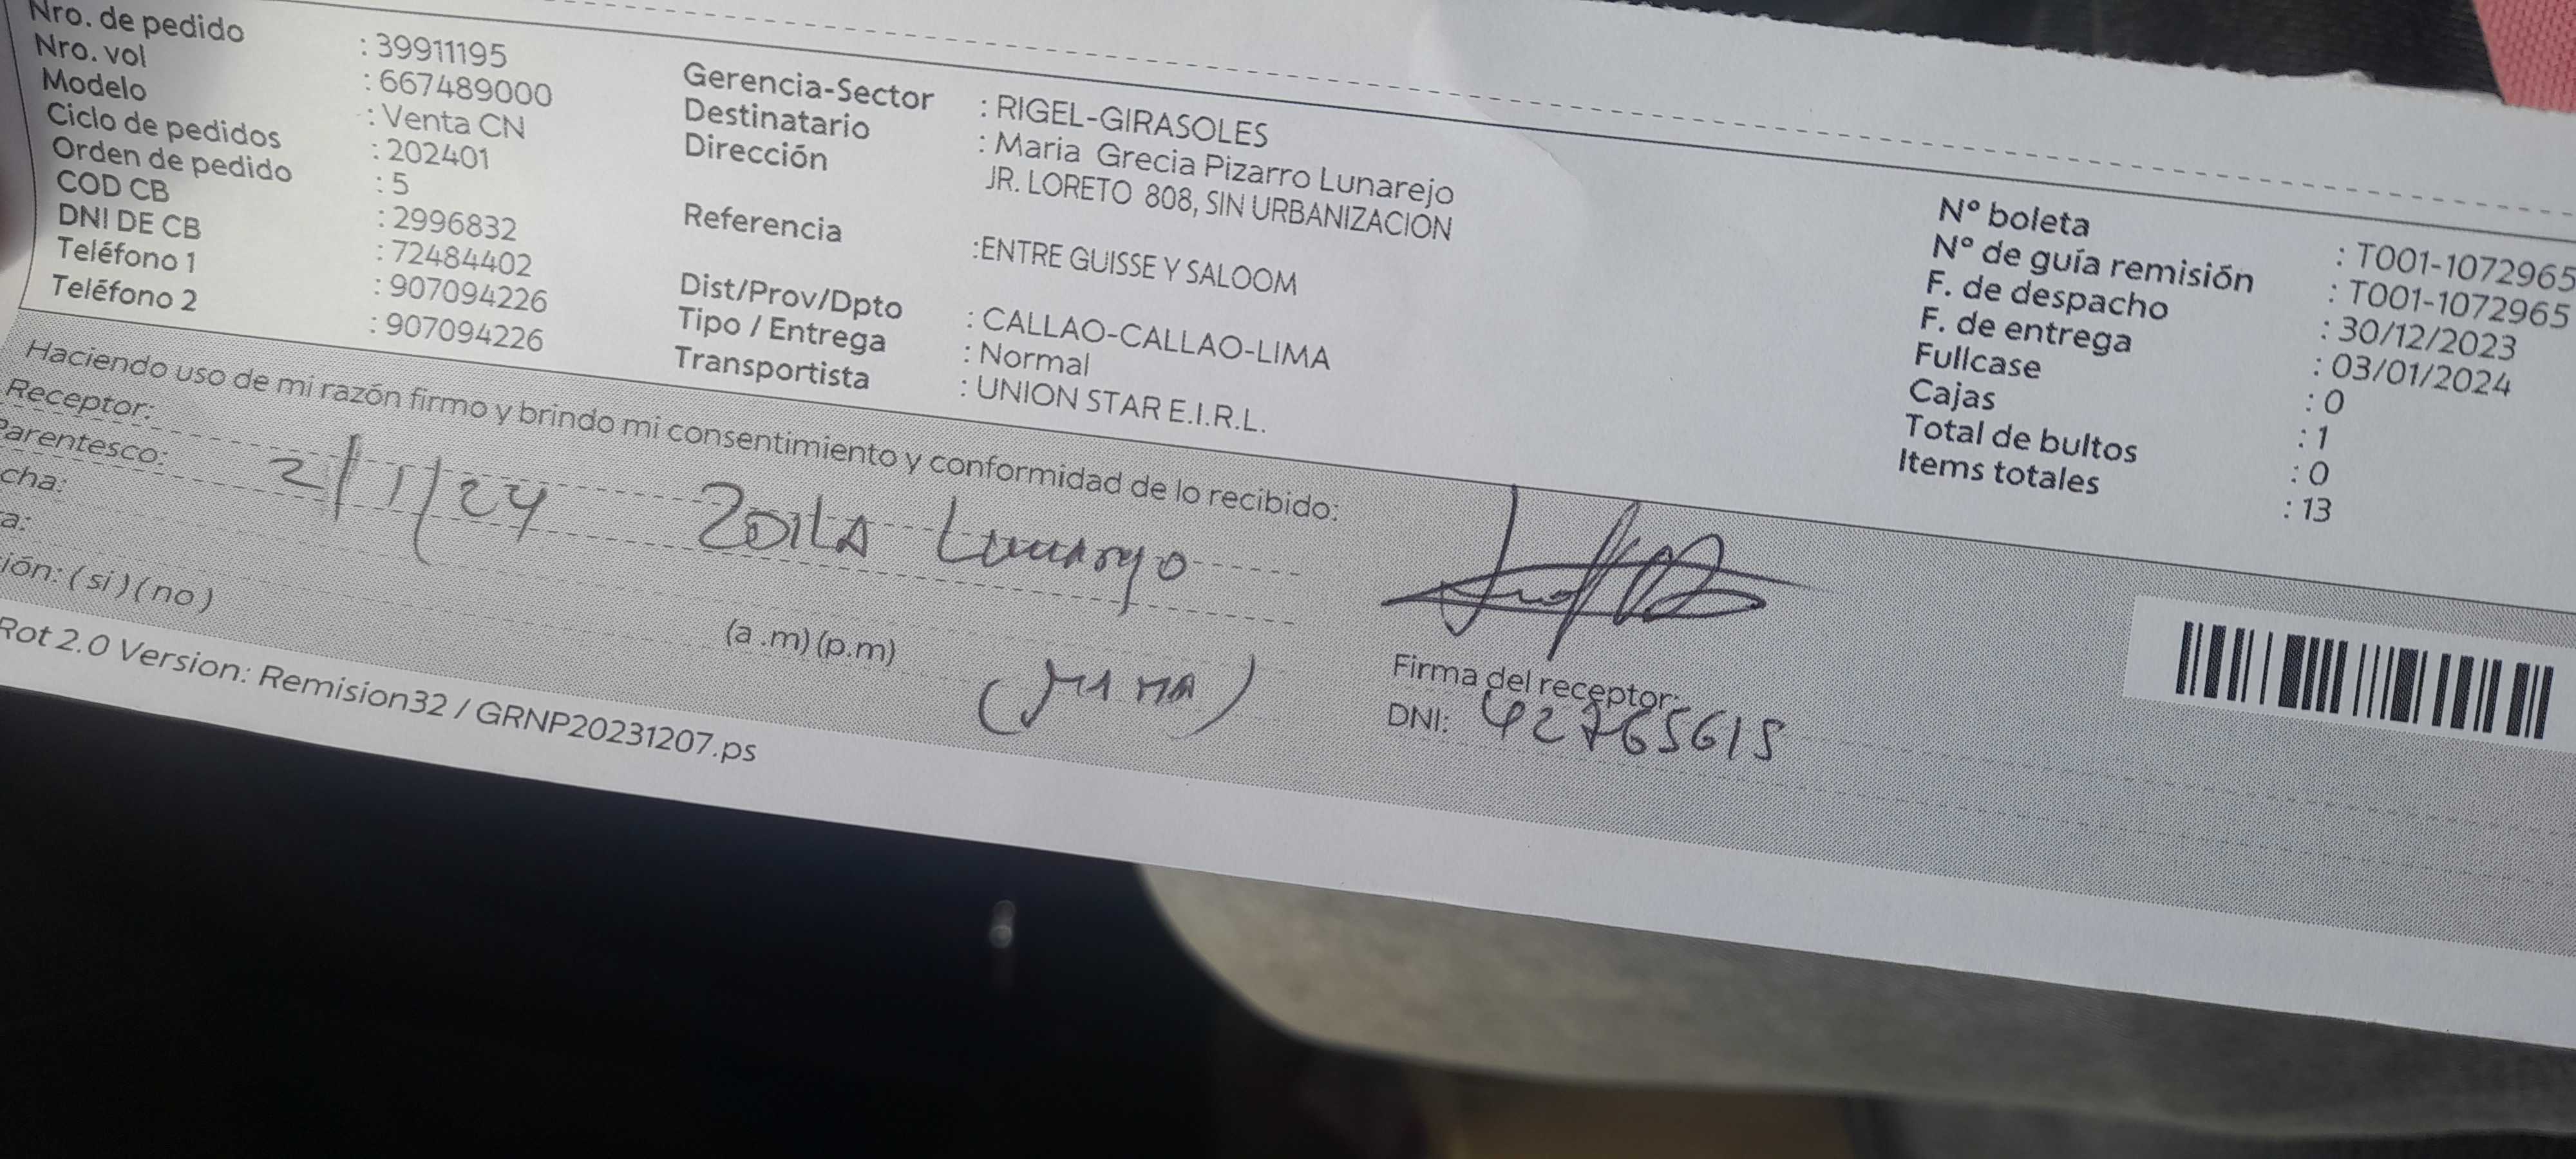 Nro. de pedido : 39911195
Nro. vol : 667489000
Modelo : Venta CN
Ciclo de pedidos : 202401
Orden de pedido : 5
COD CB : 2996832
DNI DE CB : 72484402
Teléfono 1 : 907094226
Teléfono 2 : 907094226
Gerencia-Sector : RIGEL-GIRASOLES
Destinatario : Maria Grecia Pizarro Lunarejo
Dirección JR. LORETO 808, SIN URBANIZACION
Referencia :ENTRE GUISSE Y SALOOM
Dist/Prov/Dpto : CALLAO-CALLAO-LIMA
Tipo / Entrega : Normal
Transportista : UNION STAR E.I.R.L.
N° boleta : T001-1072965
N° de guía remisión : T001-1072965
F. de despacho : 30/12/2023
F. de entrega : 03/01/2024
Fullcase : 0
Cajas : 1
Total de bultos : 0
Items totales : 13
Haciendo uso de mi razón firmo y brindo mi consentimiento y conformidad de lo recibido:
Receptor:
Parentesco:
cha:
2/1/24 Zoila Lunarejo
a:
(a .m) (p.m)
ión: ( si ) ( no )
(MAMA)
Firma del receptor:
DNI: 42765615
Rot 2.0 Version: Remision32 / GRNP20231207.ps